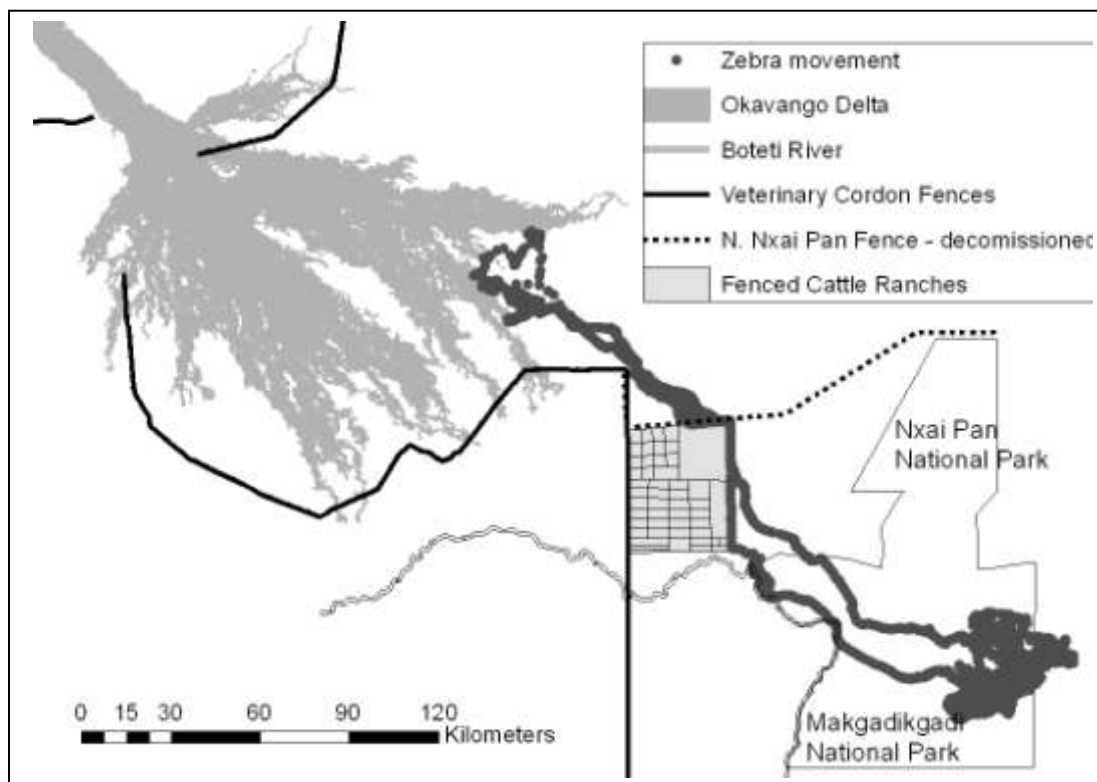 Zebra movement
Okavango Delta
Boteti River
Veterinary Cordon Fences
N. Nxai Pan Fence - decomissioned
Fenced Cattle Ranches
Nxai Pan
National Park
0 15 30 60 90 120
Kilometers
Makgadikgadi
National Park